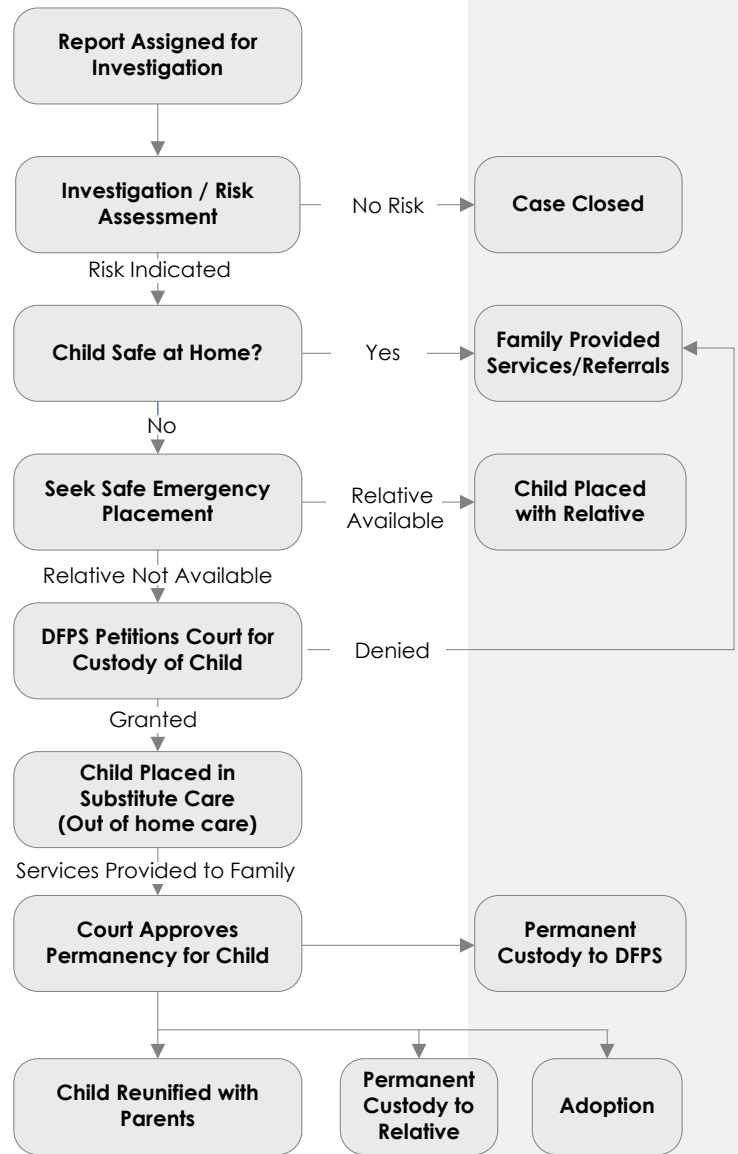 Report Assigned for
Investigation
Investigation / Risk
Assessment
No Risk
Case Closed
Risk Indicated
Child Safe at Home?
Yes
Family Provided
Services/Referrals
No
Seek Safe Emergency
Placement
Relative
Available
Child Placed
with Relative
Relative Not Available
DFPS Petitions Court for
Custody of Child
Denied
Granted
Child Placed in
Substitute Care
(Out of home care)
Services Provided to Family
Court Approves
Permanency for Child
Permanent
Custody to DFPS
Child Reunified with
Parents
Permanent
Custody to
Relative
Adoption